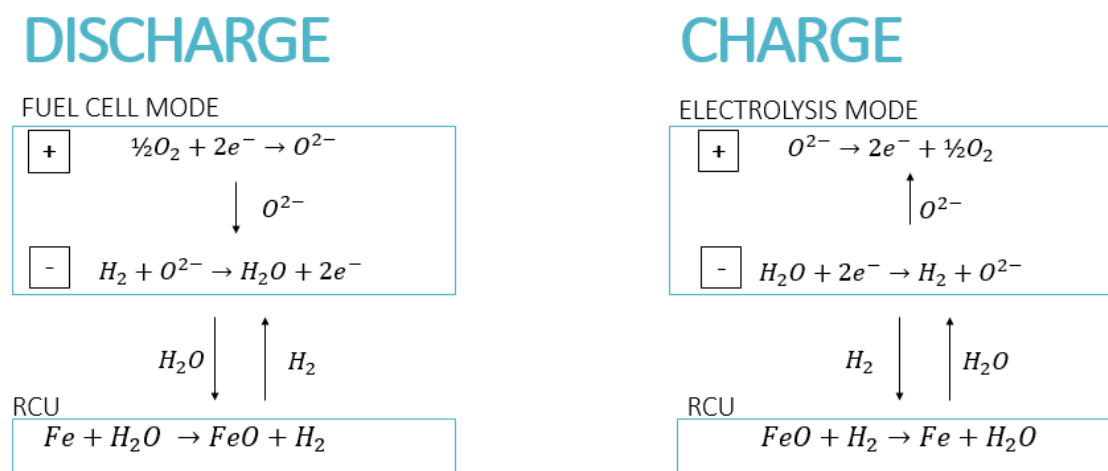 DISCHARGE
FUEL CELL MODE
+
½O₂ + 2e⁻ → O²⁻
O²⁻
-
H₂ + O²⁻ → H₂O + 2e⁻
H₂O
H₂
RCU
Fe + H₂O → FeO + H₂
CHARGE
ELECTROLYSIS MODE
+
O²⁻ → 2e⁻ + ½O₂
O²⁻
-
H₂O + 2e⁻ → H₂ + O²⁻
H₂
H₂O
RCU
FeO + H₂ → Fe + H₂O